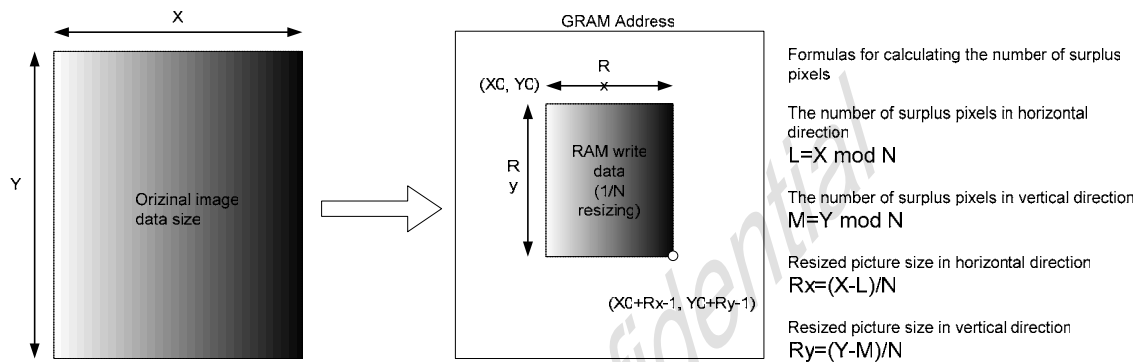 X
Y
Orizinal image
data size
GRAM Address
(X0, Y0)
R
x
R
y
RAM write
data
(1/N
resizing)
(X0+Rx-1, Y0+Ry-1)
Formulas for calculating the number of surplus
pixels
The number of surplus pixels in horizontal
direction
L=X mod N
The number of surplus pixels in vertical direction
M=Y mod N
Resized picture size in horizontal direction
Rx=(X-L)/N
Resized picture size in vertical direction
Ry=(Y-M)/N
fidential